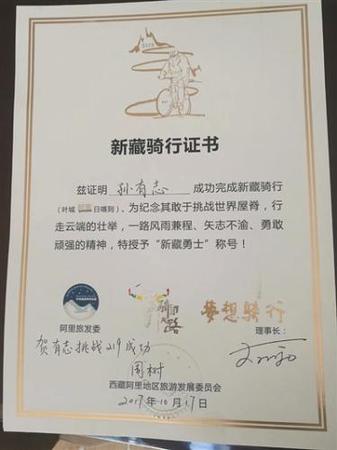 新藏骑行证书
兹证明 孙有志 成功完成新藏骑行
(叶城 日喀则)、为纪念其敢于挑战世界屋脊,行
走云端的壮举,一路风雨兼程、矢志不渝、勇敢
顽强的精神,特授予“新藏勇士”称号!
梦想骑行
阿里旅发委
理事长:
贺有志挑战219成功
周树
西藏阿里地区旅游发展委员会
2017年10月17日